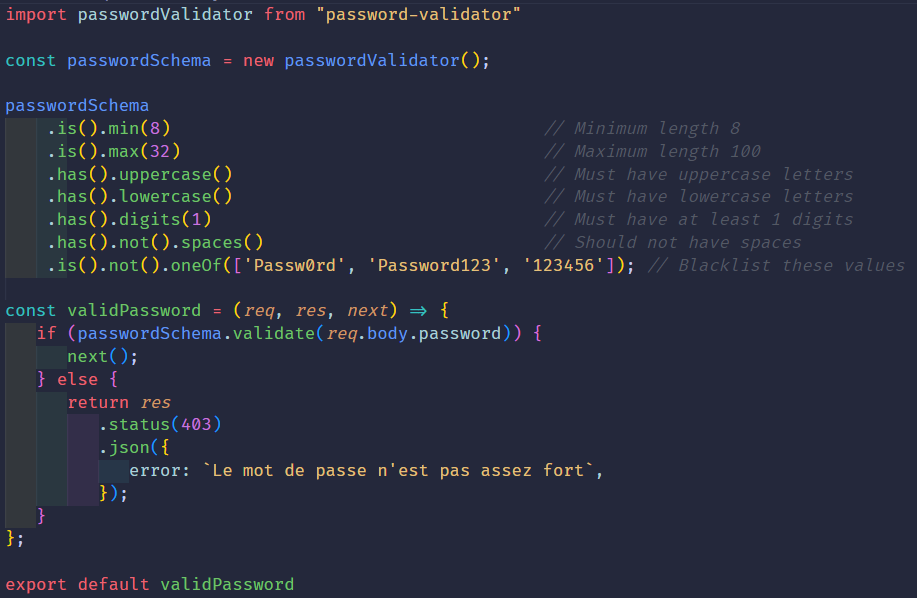 import passwordValidator from "password-validator"
const passwordSchema = new passwordValidator();
passwordSchema
.is().min(8) // Minimum length 8
.is().max(32) // Maximum length 100
.has().uppercase() // Must have uppercase letters
.has().lowercase() // Must have lowercase letters
.has().digits(1) // Must have at least 1 digits
.has().not().spaces() // Should not have spaces
.is().not().oneOf(['Passw0rd', 'Password123', '123456']); // Blacklist these values
const validPassword = (req, res, next) => {
if (passwordSchema.validate(req.body.password)) {
next();
} else {
return res
.status(403)
.json({
error: `Le mot de passe n'est pas assez fort`,
});
}
};
export default validPassword